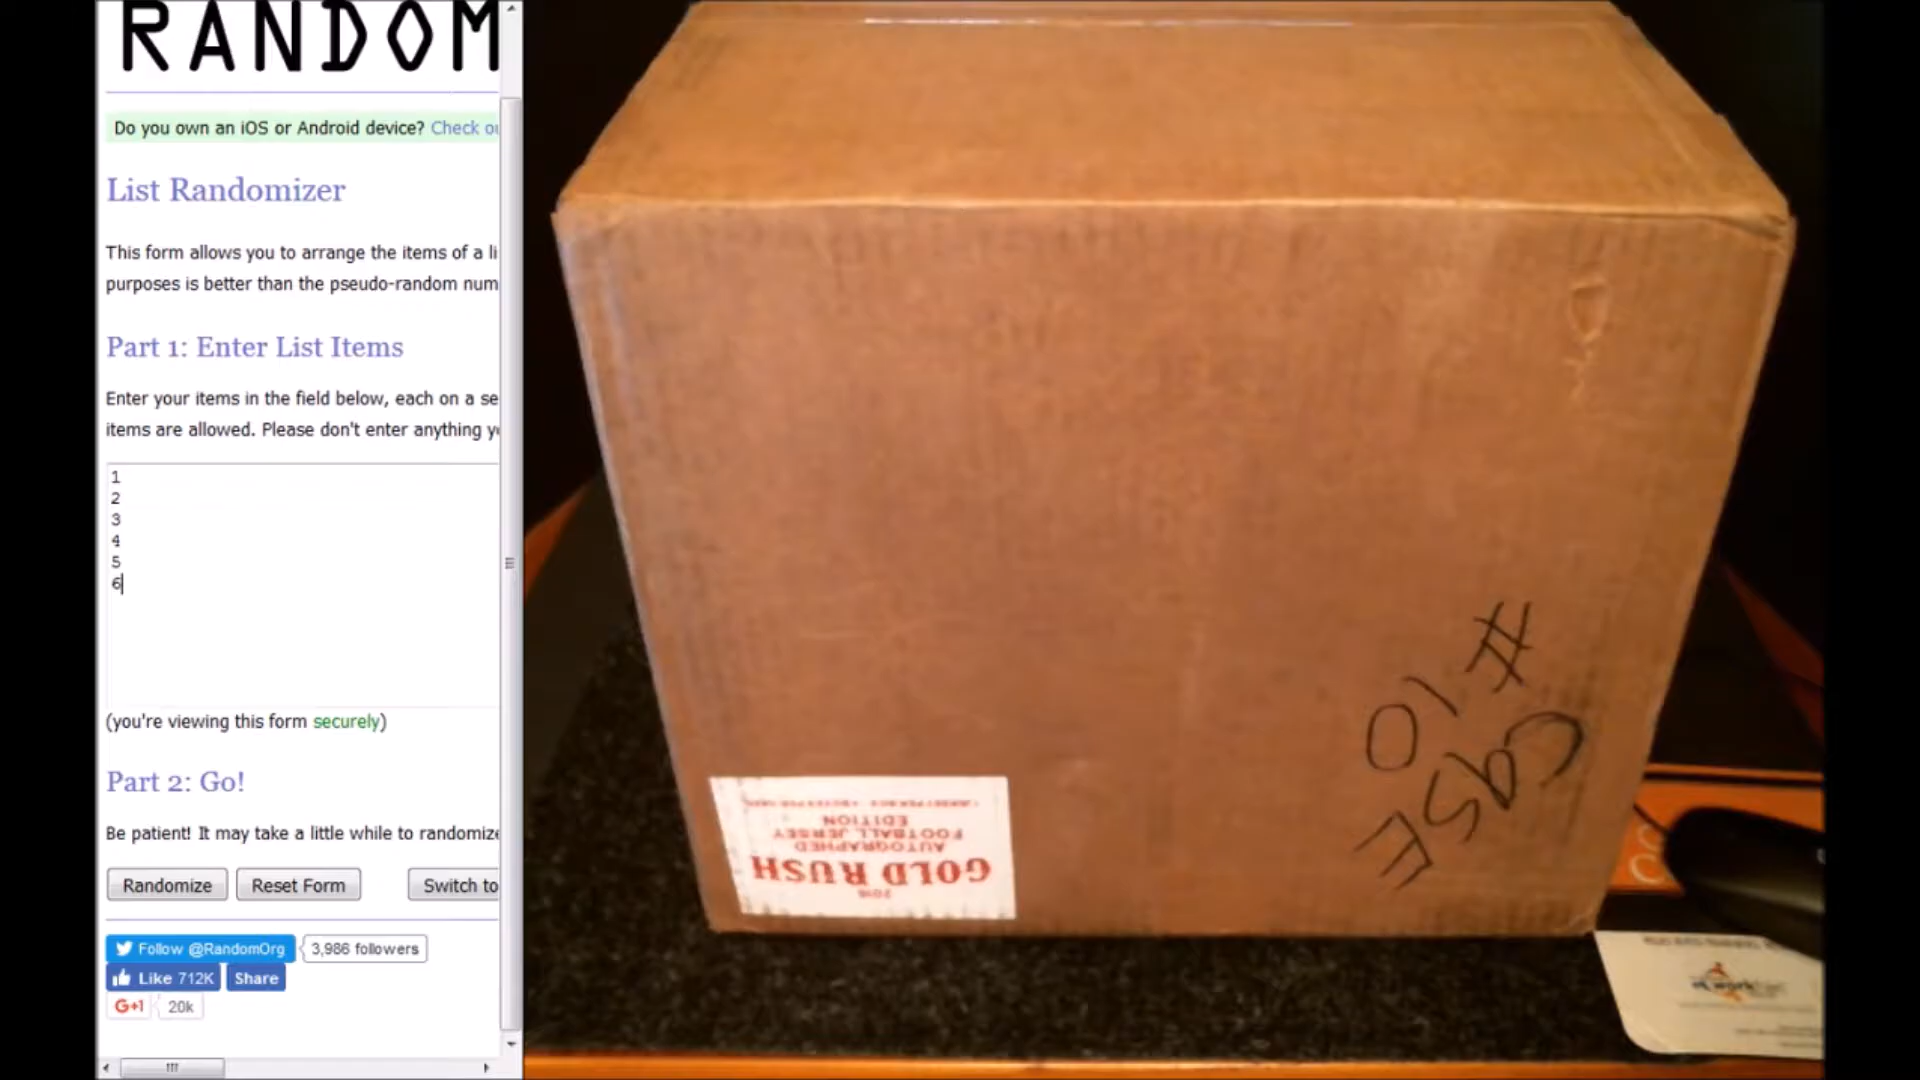 RANDOM
Do you own an iOS or Android device? Check ou
List Randomizer
This form allows you to arrange the items of a li
purposes is better than the pseudo-random num
Part 1: Enter List Items
Enter your items in the field below, each on a se
items are allowed. Please don't enter anything y
1
2
3
4
5
6
(you're viewing this form securely)
Part 2: Go!
Be patient! It may take a little while to randomize
Randomize Reset Form Switch to
Follow @RandomOrg 3,986 followers
Like 712K Share
G+1 20k
CASE
#10
2016
GOLD RUSH
AUTOGRAPHED
FOOTBALL JERSEY
EDITION